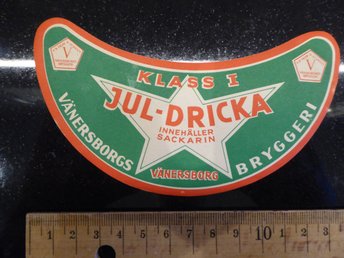 KLASS I
JUL-DRICKA
INNEHÅLLER
SACKARIN
VÄNERSBORGS BRYGGERI
VÄNERSBORG
V
V
1 2 3 4 5 6 7 8 9 10 1 2 3